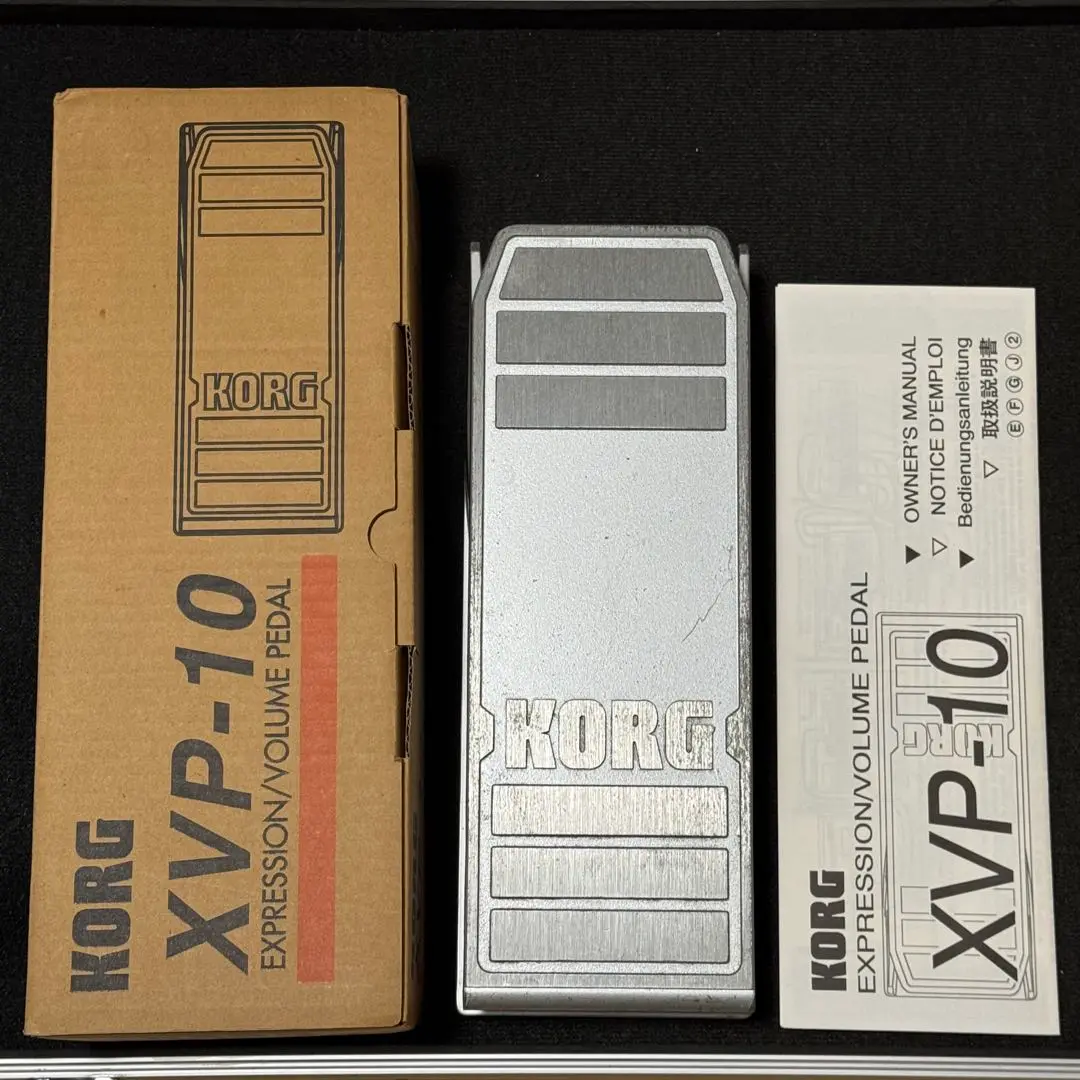 KORG
KORG
XVP-10
EXPRESSION/VOLUME PEDAL
KORG
▼ OWNER'S MANUAL
▽ NOTICE D'EMPLOI
▼ Bedienungsanleitung
▽ 取扱説明書
Ⓔ Ⓕ Ⓖ Ⓙ ②
KORG
EXPRESSION/VOLUME PEDAL
KORG
XVP-10